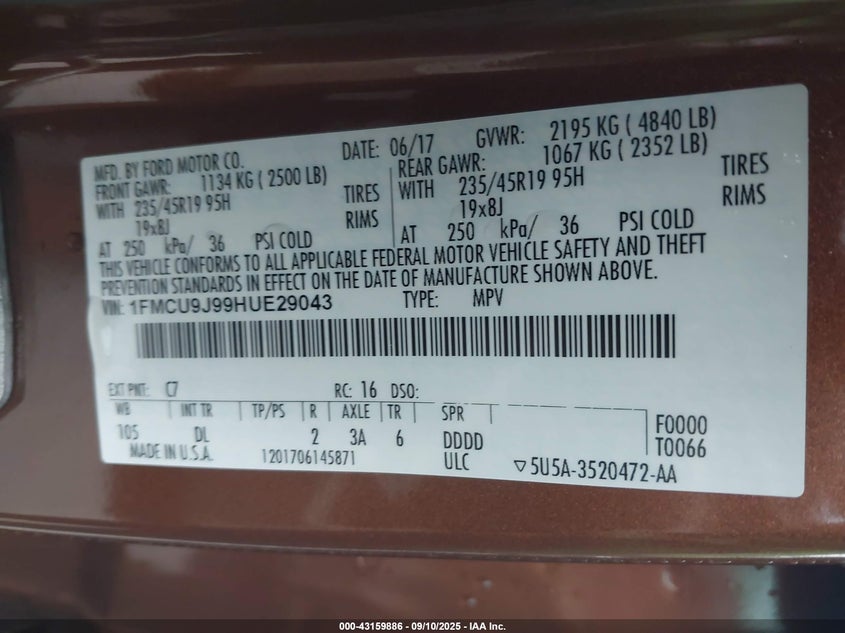 MFD. BY FORD MOTOR CO. DATE: 06/17 GVWR: 2195 KG ( 4840 LB)
FRONT GAWR: 1134 KG ( 2500 LB) REAR GAWR: 1067 KG ( 2352 LB)
WITH 235/45R19 95H TIRES WITH 235/45R19 95H TIRES
19x8J RIMS 19x8J RIMS
AT 250 kPa/ 36 PSI COLD AT 250 kPa/ 36 PSI COLD
THIS VEHICLE CONFORMS TO ALL APPLICABLE FEDERAL MOTOR VEHICLE SAFETY AND THEFT
PREVENTION STANDARDS IN EFFECT ON THE DATE OF MANUFACTURE SHOWN ABOVE.
VIN: 1FMCU9J99HUE29043 TYPE: MPV
EXT PNT: C7 RC: 16 DSO:
WB INT TR TP/PS R AXLE TR SPR
105 DL 2 3A 6 DDDD F0000
MADE IN U.S.A. 1201706145871 ULC T0066
▽5U5A-3520472-AA
000-43159886 - 09/10/2025 - IAA Inc.